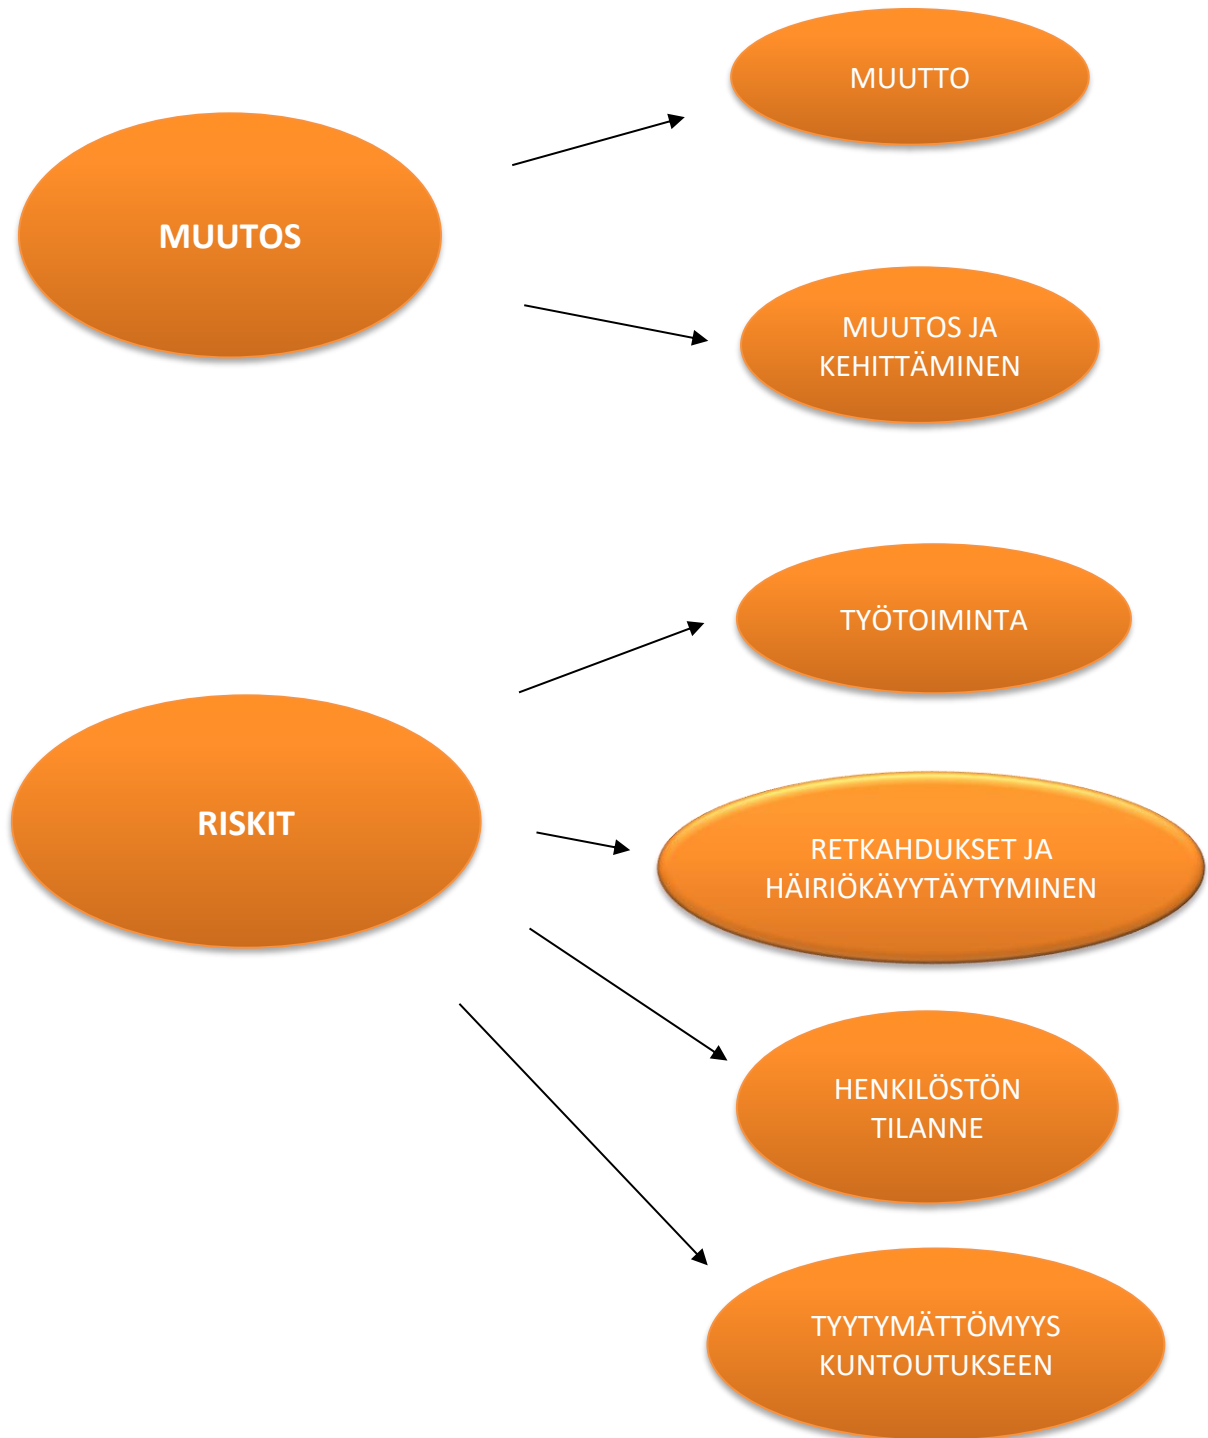 MUUTOS
MUUTTO
MUUTOS JA
KEHITTÄMINEN
RISKIT
TYÖTOIMINTA
RETKAHDUKSET JA
HÄIRIÖKÄYYTÄYTYMINEN
HENKILÖSTÖN
TILANNE
TYYTYMÄTTÖMYYS
KUNTOUTUKSEEN